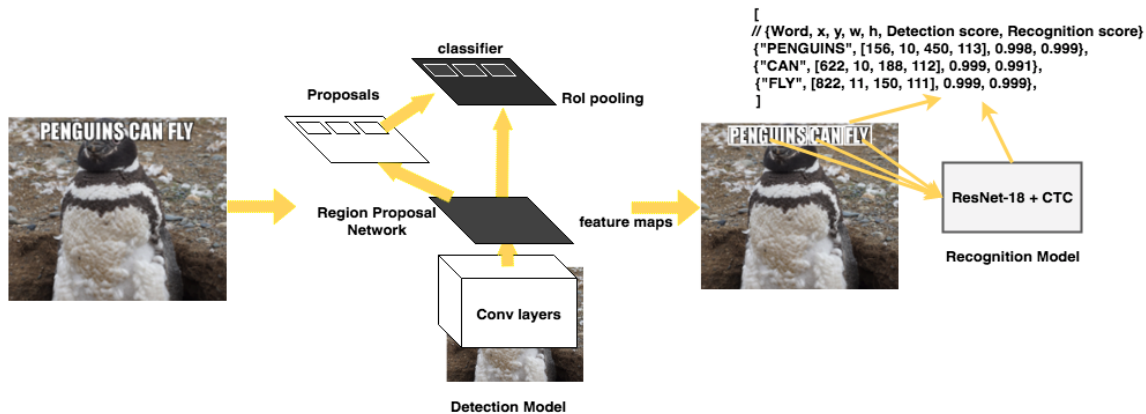 PENGUINS CAN FLY
classifier
Proposals
RoI pooling
Region Proposal
Network
feature maps
Conv layers
Detection Model
[
// {Word, x, y, w, h, Detection score, Recognition score}
{"PENGUINS", [156, 10, 450, 113], 0.998, 0.999},
{"CAN", [622, 10, 188, 112], 0.999, 0.991},
{"FLY", [822, 11, 150, 111], 0.999, 0.999},
]
PENGUINS CAN FLY
ResNet-18 + CTC
Recognition Model